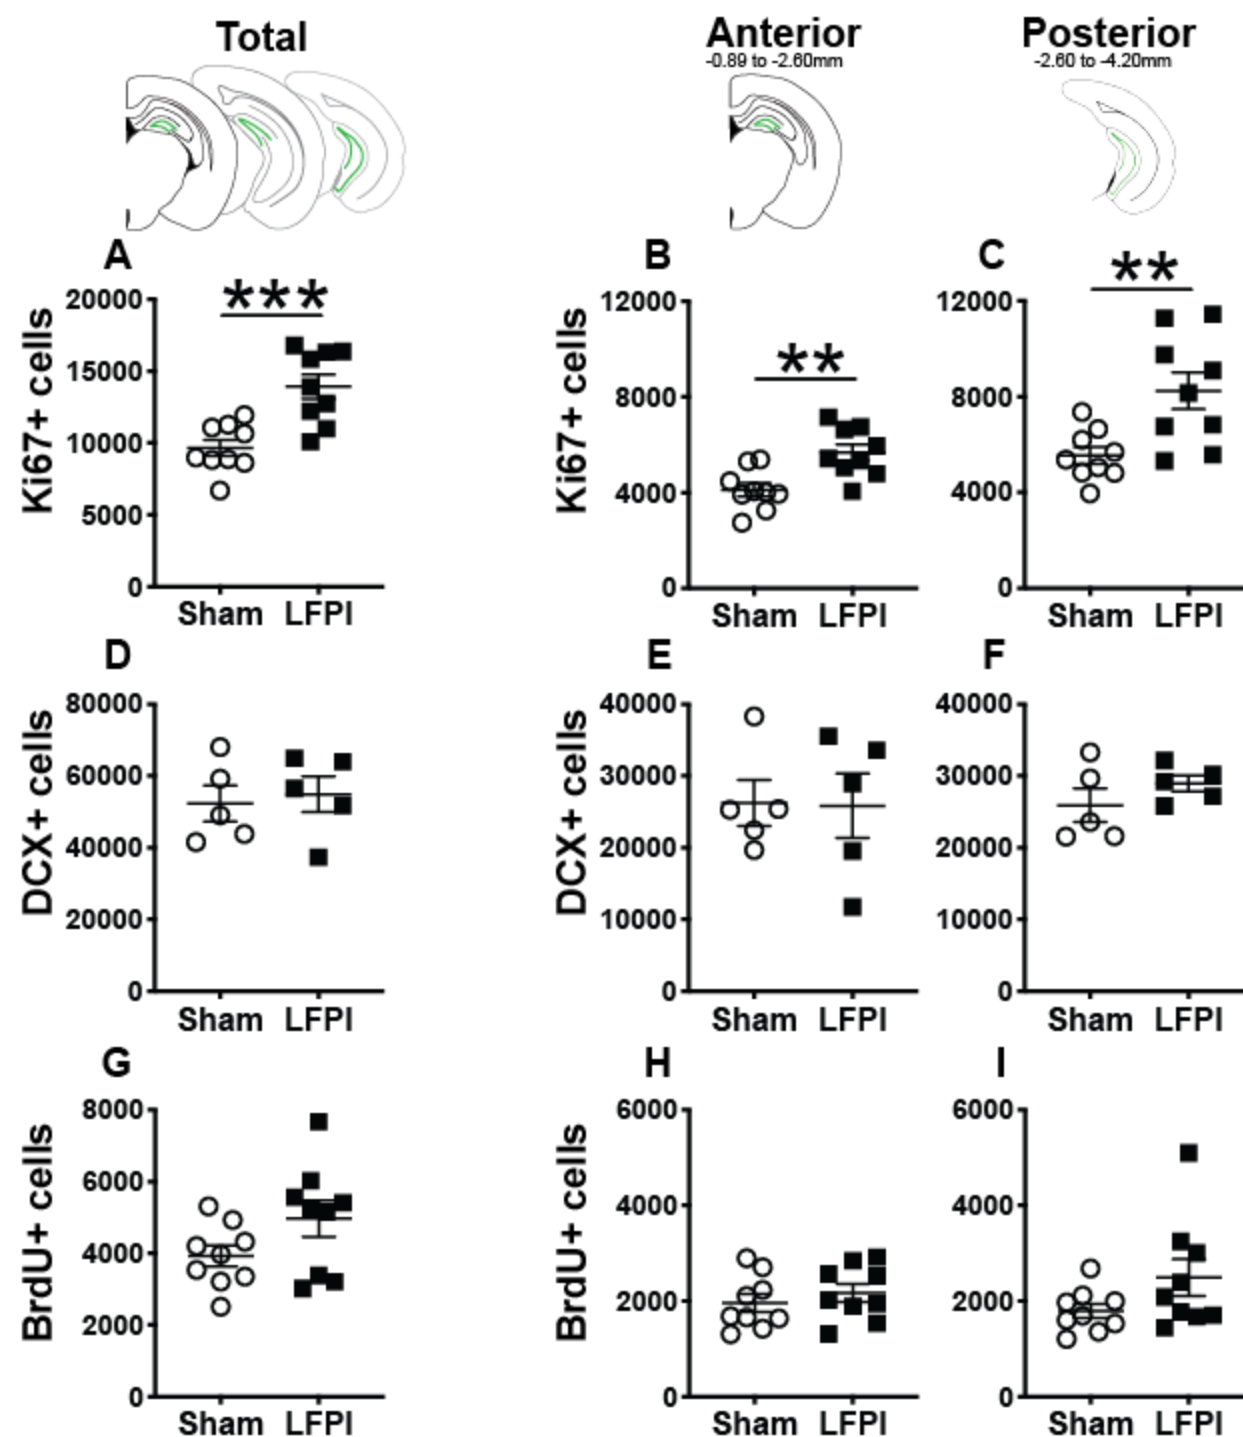 Total
Anterior
-0.89 to -2.60mm
Posterior
-2.60 to -4.20mm
A
***
Ki67+ cells
20000
15000
10000
5000
0
Sham LFPI
B
**
Ki67+ cells
12000
8000
4000
0
Sham LFPI
C
**
12000
8000
4000
0
Sham LFPI
D
DCX+ cells
80000
60000
40000
20000
0
Sham LFPI
E
DCX+ cells
40000
30000
20000
10000
0
Sham LFPI
F
40000
30000
20000
10000
0
Sham LFPI
G
BrdU+ cells
8000
6000
4000
2000
0
Sham LFPI
H
BrdU+ cells
6000
4000
2000
0
Sham LFPI
I
6000
4000
2000
0
Sham LFPI